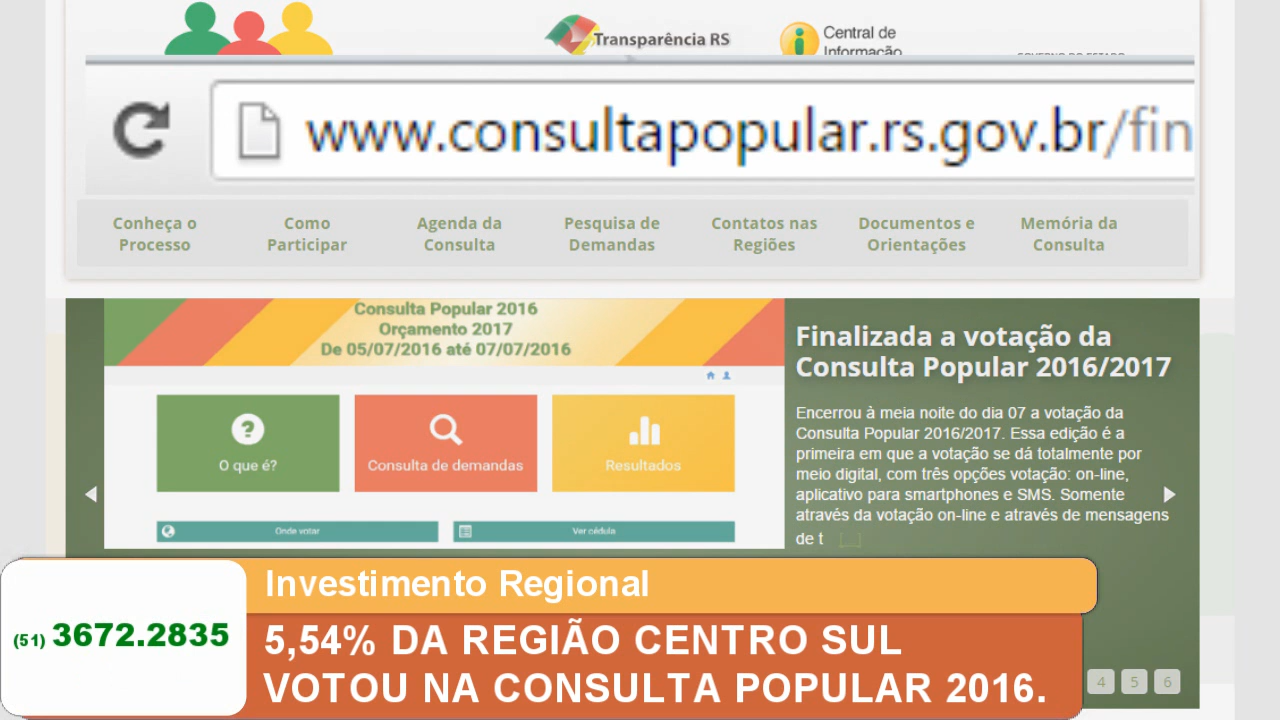 Transparência RS
Central de
Informação
GOVERNO DO ESTADO
www.consultapopular.rs.gov.br/fin
Conheça o
Processo
Como
Participar
Agenda da
Consulta
Pesquisa de
Demandas
Contatos nas
Regiões
Documentos e
Orientações
Memória da
Consulta
Consulta Popular 2016
Orçamento 2017
De 05/07/2016 até 07/07/2016
O que é?
Consulta de demandas
Resultados
Onde votar
Ver cédula
Finalizada a votação da
Consulta Popular 2016/2017
Encerrou à meia noite do dia 07 a votação da
Consulta Popular 2016/2017. Essa edição é a
primeira em que a votação se dá totalmente por
meio digital, com três opções votação: on-line,
aplicativo para smartphones e SMS. Somente
através da votação on-line e através de mensagens
de t
4 5 6
(51) 3672.2835
Investimento Regional
5,54% DA REGIÃO CENTRO SUL
VOTOU NA CONSULTA POPULAR 2016.